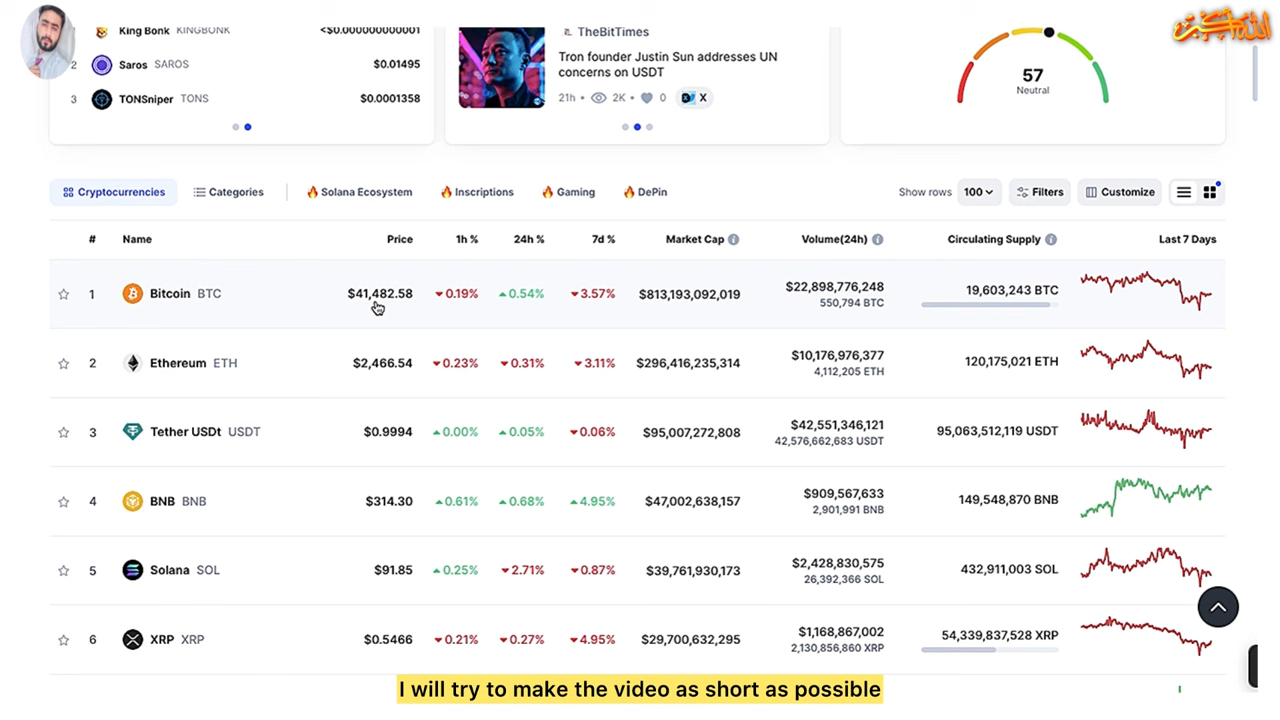 King Bonk KINGBONK <$0.000000000001
2 Saros SAROS $0.01495
3 TONSniper TONS $0.0001358
TheBitTimes
Tron founder Justin Sun addresses UN
concerns on USDT
21h • 2K • 0 X
57
Neutral
الله أكبر
Cryptocurrencies Categories Solana Ecosystem Inscriptions Gaming DePin Show rows 100 Filters Customize
# Name Price 1h % 24h % 7d % Market Cap Volume(24h) Circulating Supply Last 7 Days
1 Bitcoin BTC $41,482.58 0.19% 0.54% 3.57% $813,193,092,019 $22,898,776,248 19,603,243 BTC
550,794 BTC
2 Ethereum ETH $2,466.54 0.23% 0.31% 3.11% $296,416,235,314 $10,176,976,377 120,175,021 ETH
4,112,205 ETH
3 Tether USDt USDT $0.9994 0.00% 0.05% 0.06% $95,007,272,808 $42,551,346,121 95,063,512,119 USDT
42,576,662,683 USDT
4 BNB BNB $314.30 0.61% 0.68% 4.95% $47,002,638,157 $909,567,633 149,548,870 BNB
2,901,991 BNB
5 Solana SOL $91.85 0.25% 2.71% 0.87% $39,761,930,173 $2,428,830,575 432,911,003 SOL
26,392,366 SOL
6 XRP XRP $0.5466 0.21% 0.27% 4.95% $29,700,632,295 $1,168,867,002 54,339,837,528 XRP
2,130,856,860 XRP
I will try to make the video as short as possible